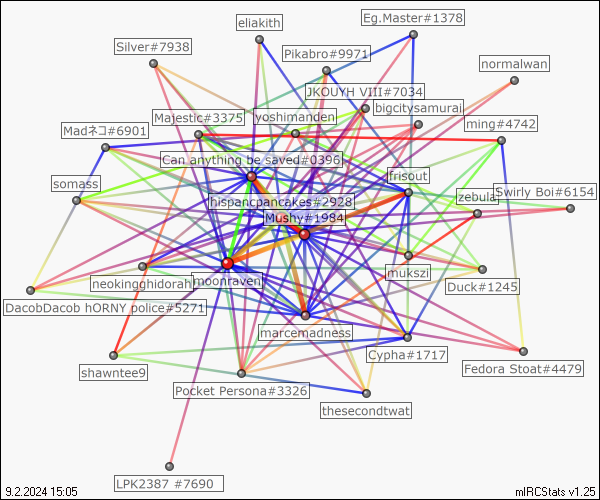 eliakith
Eg.Master#1378
Silver#7938
Pikabro#9971
normalwan
JKOUYH VIII#7034
bigcitysamurai
Majestic#3375
yoshimanden
ming#4742
Madネコ#6901
Can anything be saved#0396
frisout
somass
zebula
Swirly Boi#6154
hispancpancakes#2928
Mushy#1984
neokingghidorah
moonraven
mukszi
Duck#1245
DacobDacob hORNY police#5271
marcemadness
Cypha#1717
Fedora Stoat#4479
shawntee9
Pocket Persona#3326
thesecondtwat
LPK2387 #7690
9.2.2024 15:05
mIRCStats v1.25